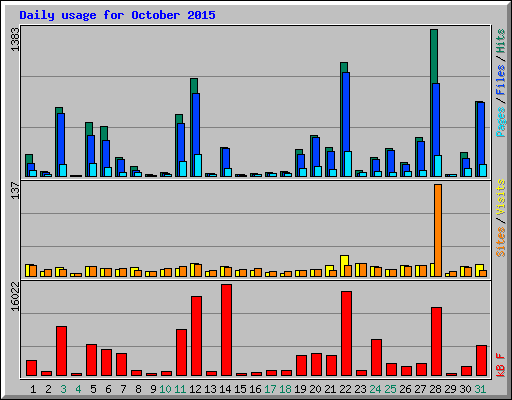 Daily usage for October 2015
1383
Pages / Files / Hits
137
Sites / Visits
16022
kB F
1 2 3 4 5 6 7 8 9 10 11 12 13 14 15 16 17 18 19 20 21 22 23 24 25 26 27 28 29 30 31